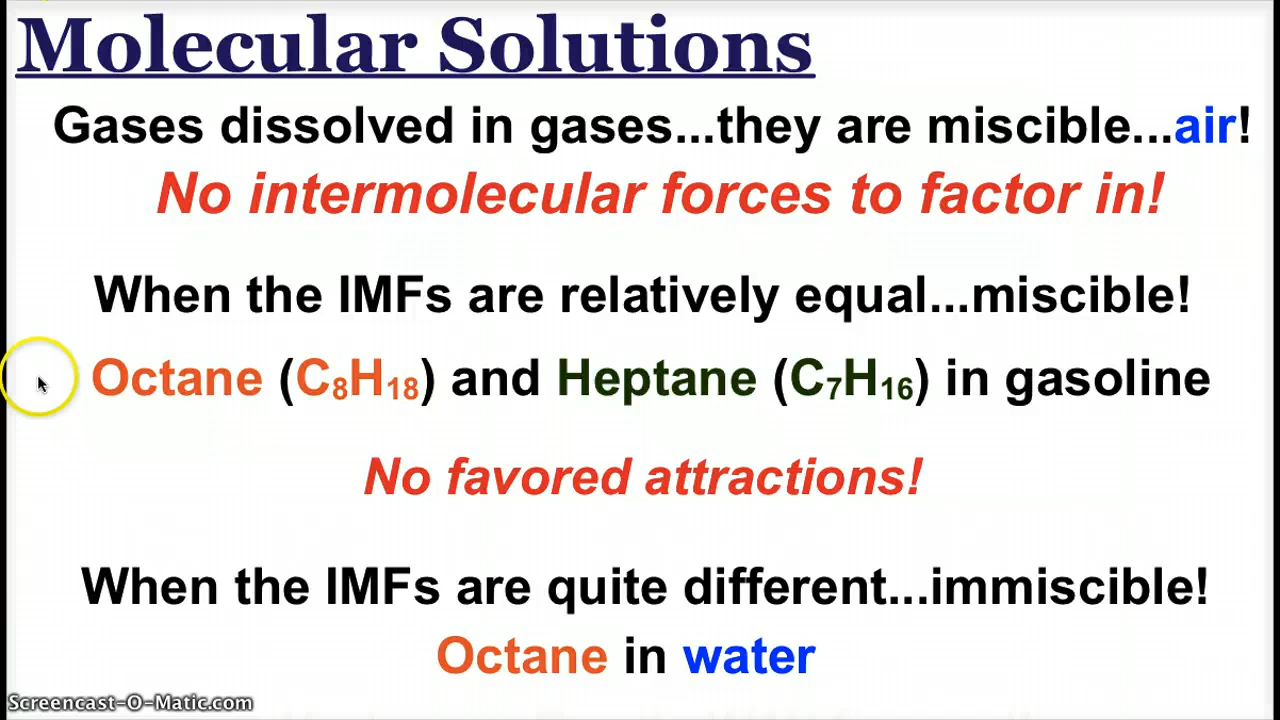 Molecular Solutions
Gases dissolved in gases...they are miscible...air!
No intermolecular forces to factor in!
When the IMFs are relatively equal...miscible!
Octane (C₈H₁₈) and Heptane (C₇H₁₆) in gasoline
No favored attractions!
When the IMFs are quite different...immiscible!
Octane in water
Screencast-O-Matic.com